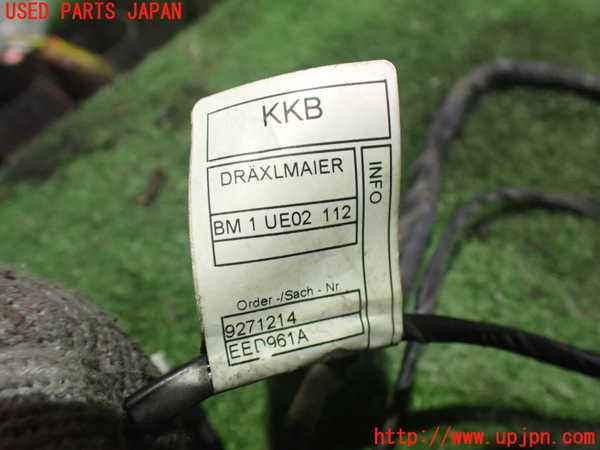 USED PARTS JAPAN
KKB
DRÄXLMAIER
INFO
BM 1 UE02 112
Order -/Sach - Nr
9271214
EED961A
http://www.upjpn.com/